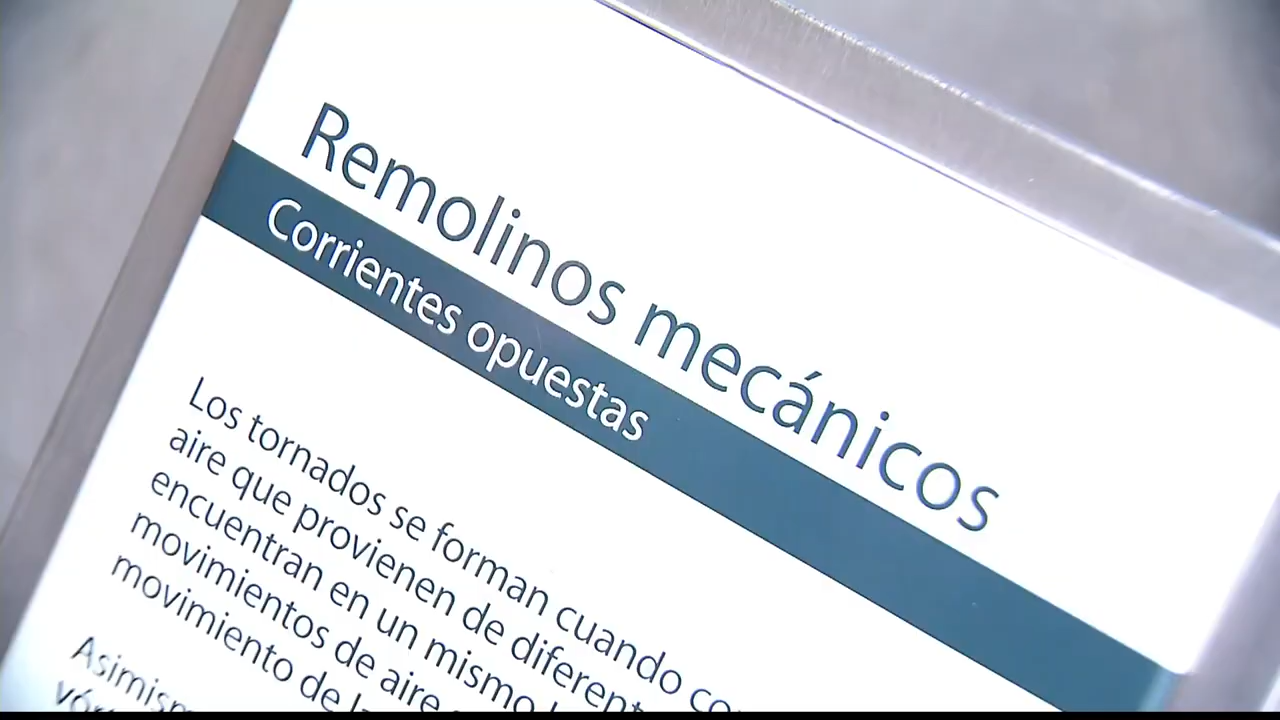 Remolinos mecánicos
Corrientes opuestas
Los tornados se forman cuando
aire que provienen de
encuentran en un mismo
movimientos de aire
movimiento de